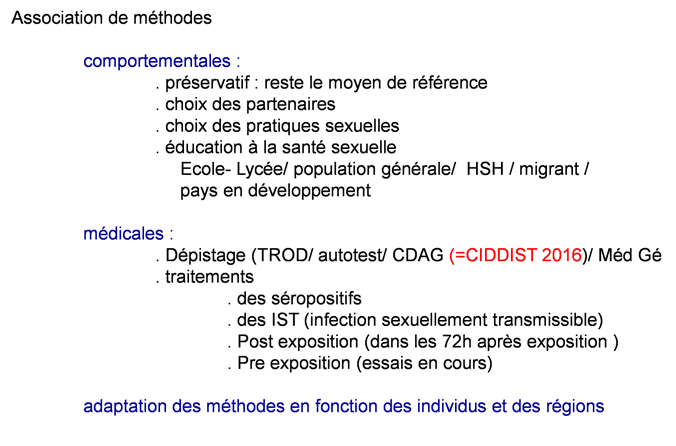 Association de méthodes
comportementales :
. préservatif : reste le moyen de référence
. choix des partenaires
. choix des pratiques sexuelles
. éducation à la santé sexuelle
Ecole- Lycée/ population générale/ HSH / migrant /
pays en développement
médicales :
. Dépistage (TROD/ autotest/ CDAG (=CIDDIST 2016)/ Méd Gé
. traitements
. des séropositifs
. des IST (infection sexuellement transmissible)
. Post exposition (dans les 72h après exposition )
. Pre exposition (essais en cours)
adaptation des méthodes en fonction des individus et des régions